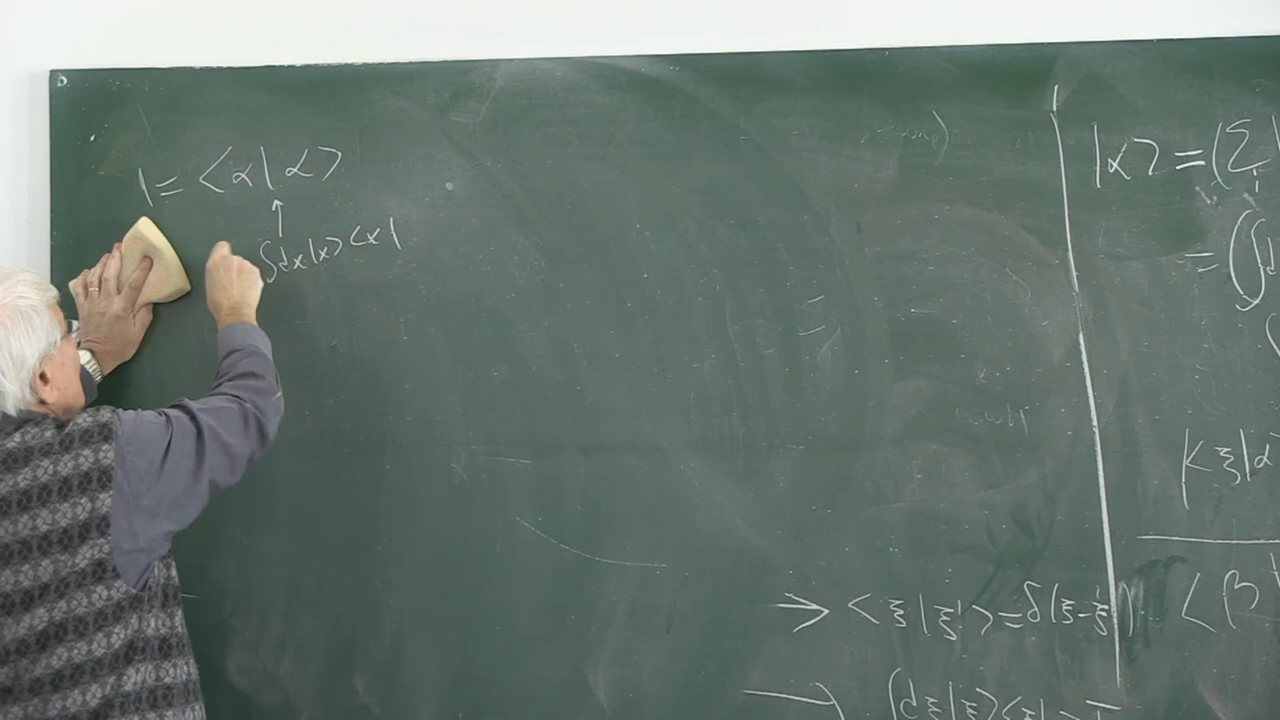 1 = <α|α>
↑
∫dx|x><x|
→ <ξ|ξ'> = δ(ξ-ξ')
→ ∫dξ|ξ><ξ| = I
|α> = (Σ
= (∫d
|<ξ|α
<β